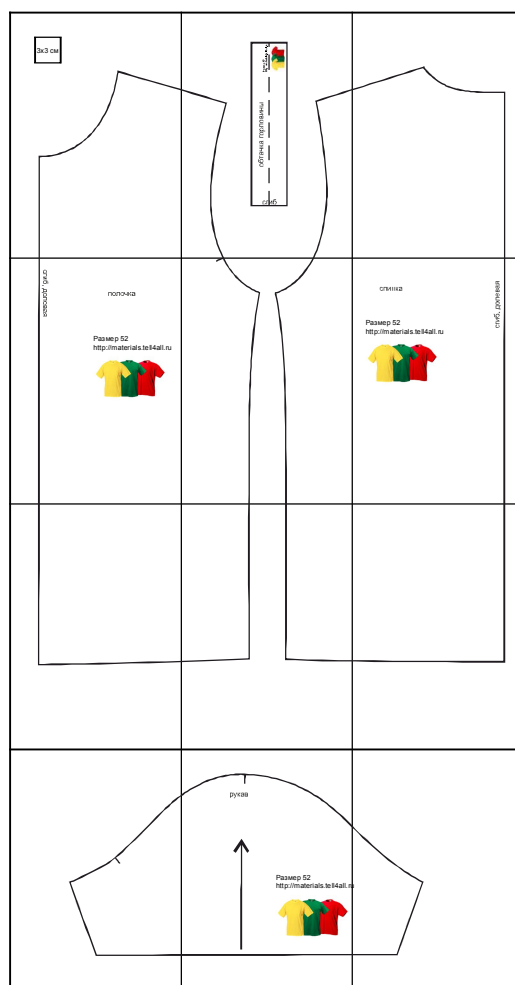 3х3 см
обтачка горловины
сгиб
сгиб, долевая
полочка
Размер 52
http://materials.tell4all.ru
спинка
Размер 52
http://materials.tell4all.ru
сгиб, долевая
рукав
Размер 52
http://materials.tell4all.ru